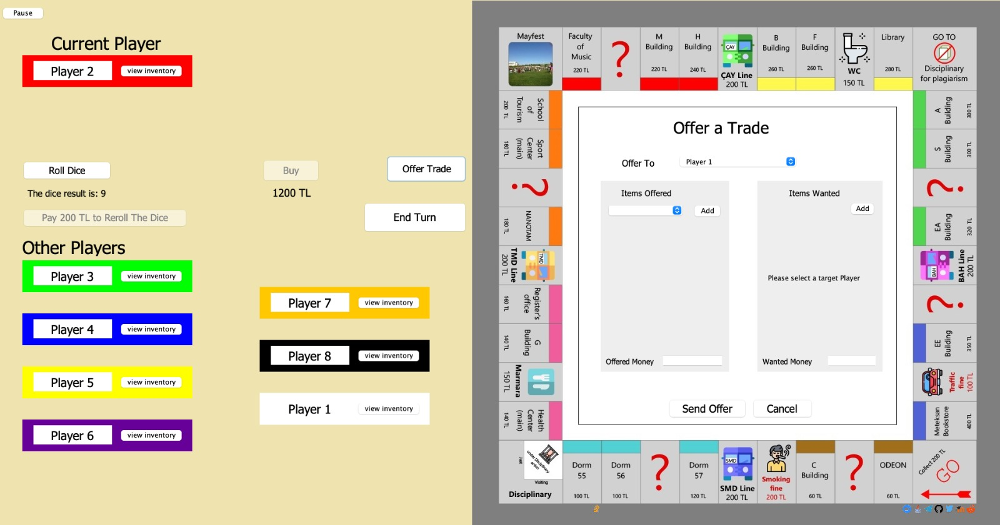 Pause
Current Player
Player 2
view inventory
Roll Dice
The dice result is: 9
Pay 200 TL to Reroll The Dice
Buy
1200 TL
Offer Trade
End Turn
Other Players
Player 3
view inventory
Player 4
view inventory
Player 5
view inventory
Player 6
view inventory
Player 7
view inventory
Player 8
view inventory
Player 1
view inventory
Mayfest
Faculty
of
Music
220 TL
?
M
Building
220 TL
H
Building
240 TL
ÇAY
ÇAY Line
200 TL
B
Building
260 TL
F
Building
260 TL
WC
150 TL
Library
280 TL
GO TO
Disciplinary
for plagiarism
School
of
Tourism
200 TL
Sport
Center
(main)
180 TL
?
NANOTAM
180 TL
TMD
TMD Line
200 TL
Register's
office
160 TL
G
Building
140 TL
Marmara
150 TL
Health
Center
(main)
140 TL
Offer a Trade
Offer To
Player 1
Items Offered
Add
Offered Money
Items Wanted
Add
Please select a target Player
Wanted Money
Send Offer
Cancel
A
Building
300 TL
S
Building
300 TL
?
EA
Building
320 TL
BAH
BAH Line
200 TL
?
EE
Building
350 TL
Traffic
fine
100 TL
Meteksan
Bookstore
400 TL
under Disciplinary
action
Just
Visiting
Disciplinary
Dorm
55
100 TL
Dorm
56
100 TL
?
Dorm
57
120 TL
SMD
SMD Line
200 TL
Smoking
fine
200 TL
C
Building
60 TL
?
ODEON
60 TL
Collect 200 TL
GO